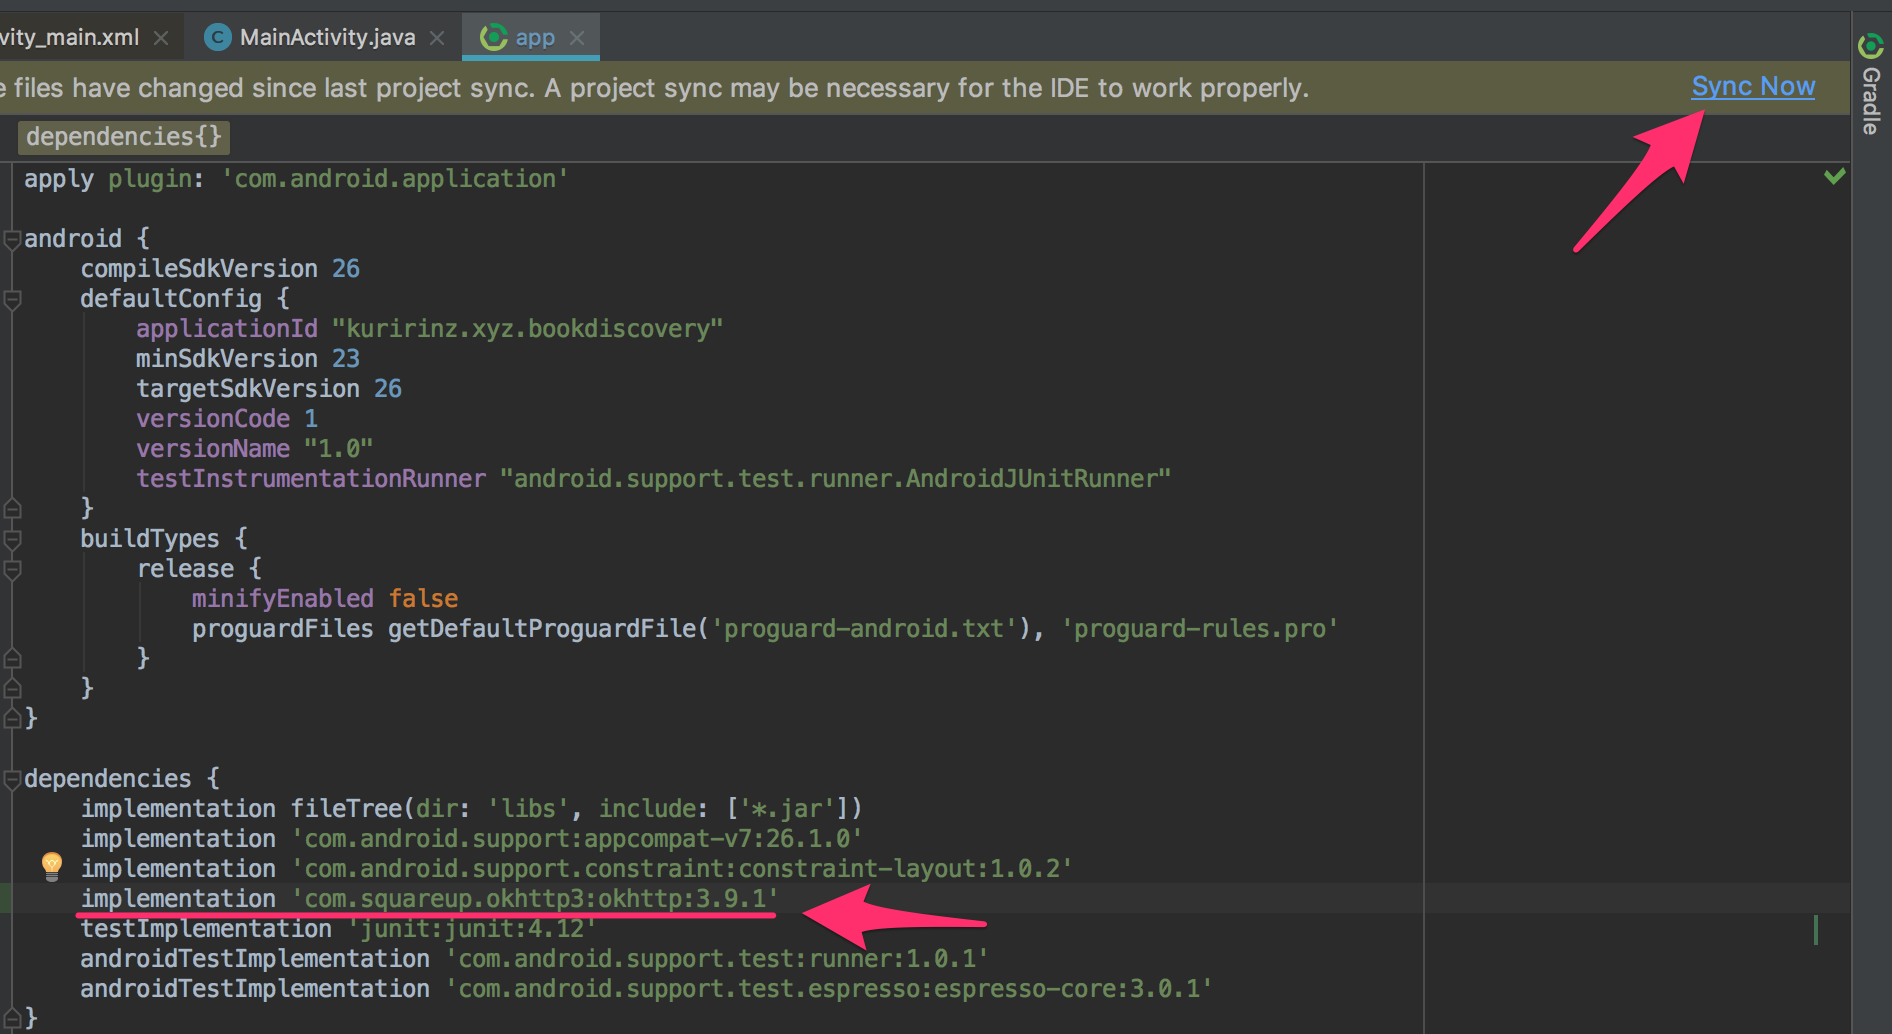 vity_main.xml MainActivity.java app
e files have changed since last project sync. A project sync may be necessary for the IDE to work properly. Sync Now
Gradle
dependencies{}
apply plugin: 'com.android.application'
android {
compileSdkVersion 26
defaultConfig {
applicationId "kuririnz.xyz.bookdiscovery"
minSdkVersion 23
targetSdkVersion 26
versionCode 1
versionName "1.0"
testInstrumentationRunner "android.support.test.runner.AndroidJUnitRunner"
}
buildTypes {
release {
minifyEnabled false
proguardFiles getDefaultProguardFile('proguard-android.txt'), 'proguard-rules.pro'
}
}
}
dependencies {
implementation fileTree(dir: 'libs', include: ['*.jar'])
implementation 'com.android.support:appcompat-v7:26.1.0'
implementation 'com.android.support.constraint:constraint-layout:1.0.2'
implementation 'com.squareup.okhttp3:okhttp:3.9.1'
testImplementation 'junit:junit:4.12'
androidTestImplementation 'com.android.support.test:runner:1.0.1'
androidTestImplementation 'com.android.support.test.espresso:espresso-core:3.0.1'
}